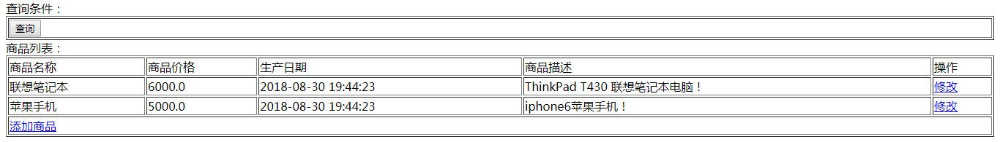 查询条件：
查询
商品列表：
商品名称 商品价格 生产日期 商品描述 操作
联想笔记本 6000.0 2018-08-30 19:44:23 ThinkPad T430 联想笔记本电脑！ 修改
苹果手机 5000.0 2018-08-30 19:44:23 iphone6苹果手机！ 修改
添加商品